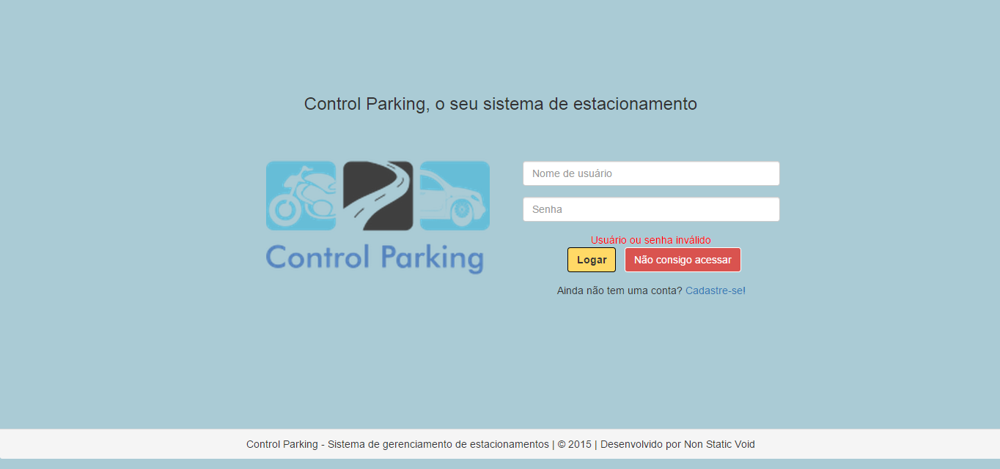 Control Parking, o seu sistema de estacionamento
Control Parking
Nome de usuário
Senha
Usuário ou senha inválido
Logar
Não consigo acessar
Ainda não tem uma conta? Cadastre-se!
Control Parking - Sistema de gerenciamento de estacionamentos | © 2015 | Desenvolvido por Non Static Void